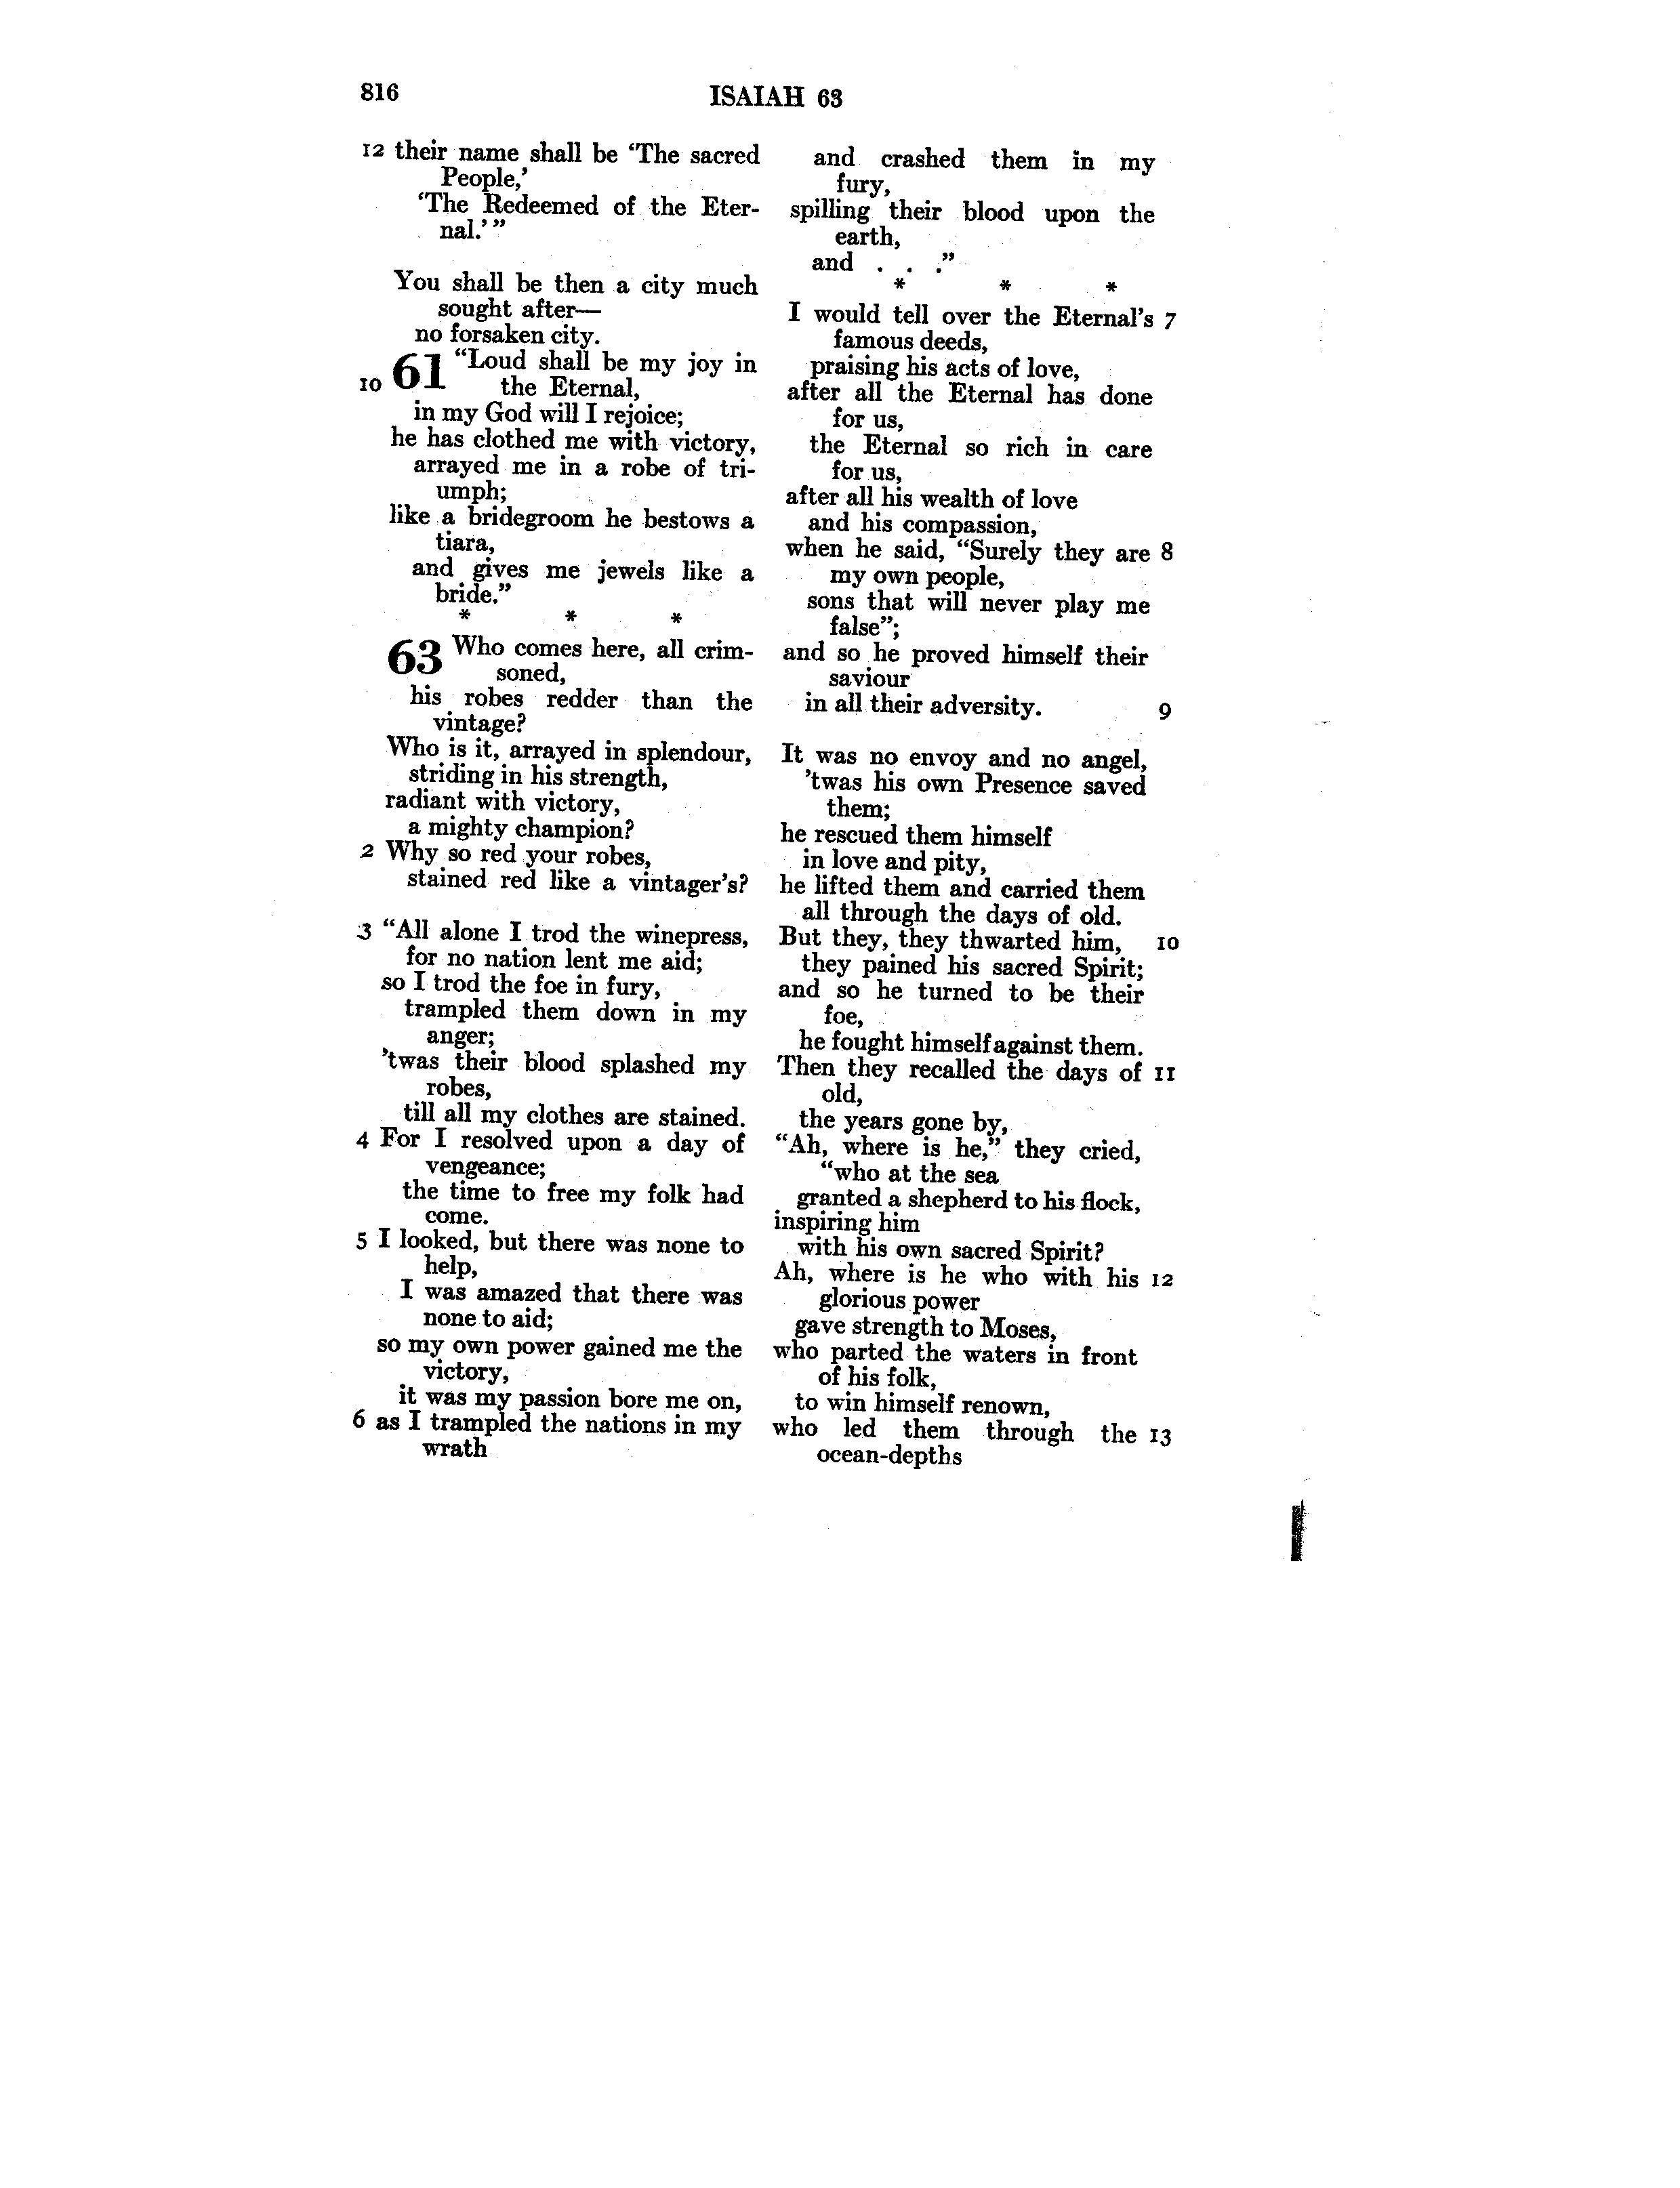 816
ISAIAH 63
12 their name shall be ‘The sacred
People,’
‘The Redeemed of the Eter-
nal.’”
You shall be then a city much
sought after—
no forsaken city.
61 “Loud shall be my joy in
10 the Eternal,
in my God will I rejoice;
he has clothed me with victory,
arrayed me in a robe of tri-
umph;
like a bridegroom he bestows a
tiara,
and gives me jewels like a
bride.”
* * *
63 Who comes here, all crim-
soned,
his robes redder than the
vintage?
Who is it, arrayed in splendour,
striding in his strength,
radiant with victory,
a mighty champion?
2 Why so red your robes,
stained red like a vintager’s?
3 “All alone I trod the winepress,
for no nation lent me aid;
so I trod the foe in fury,
trampled them down in my
anger;
’twas their blood splashed my
robes,
till all my clothes are stained.
4 For I resolved upon a day of
vengeance;
the time to free my folk had
come.
5 I looked, but there was none to
help,
I was amazed that there was
none to aid;
so my own power gained me the
victory,
it was my passion bore me on,
6 as I trampled the nations in my
wrath
and crashed them in my
fury,
spilling their blood upon the
earth,
and . . .”
* * *
I would tell over the Eternal’s 7
famous deeds,
praising his acts of love,
after all the Eternal has done
for us,
the Eternal so rich in care
for us,
after all his wealth of love
and his compassion,
when he said, “Surely they are 8
my own people,
sons that will never play me
false”;
and so he proved himself their
saviour
in all their adversity. 9
It was no envoy and no angel,
’twas his own Presence saved
them;
he rescued them himself
in love and pity,
he lifted them and carried them
all through the days of old.
But they, they thwarted him, 10
they pained his sacred Spirit;
and so he turned to be their
foe,
he fought himself against them.
Then they recalled the days of 11
old,
the years gone by,
“Ah, where is he,” they cried,
“who at the sea
granted a shepherd to his flock,
inspiring him
with his own sacred Spirit?
Ah, where is he who with his 12
glorious power
gave strength to Moses,
who parted the waters in front
of his folk,
to win himself renown,
who led them through the 13
ocean-depths